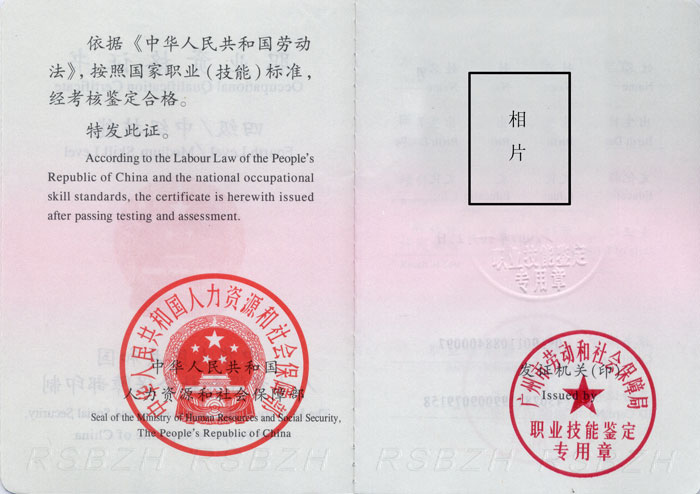 依据《中华人民共和国劳动
法》,按照国家职业(技能)标准,
经考核鉴定合格。
特发此证。
According to the Labour Law of the People's
Republic of China and the national occupational
skill standards, the certificate is herewith issued
after passing testing and assessment.
中华人民共和国人力资源和社会保障部
中华人民共和国
人力资源和社会保障部
Seal of the Ministry of Human Resources and Social Security,
The People's Republic of China
RSBZH RSBZH
相
片
职业技能鉴定
专用章
发证机关(印)
Issued by
广州市劳动和社会保障局
职业技能鉴定
专用章
RSBZH RSBZH